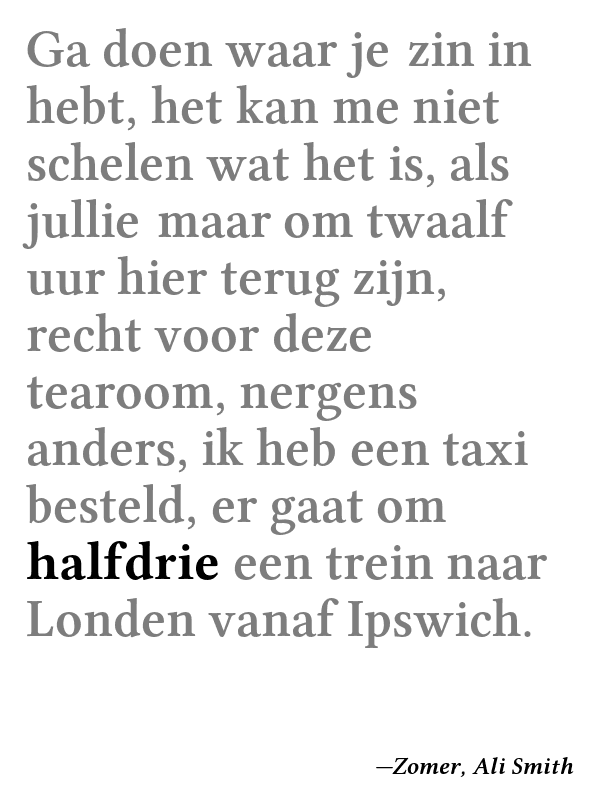 Ga doen waar je zin in
hebt, het kan me niet
schelen wat het is, als
jullie maar om twaalf
uur hier terug zijn,
recht voor deze
tearoom, nergens
anders, ik heb een taxi
besteld, er gaat om
halfdrie een trein naar
Londen vanaf Ipswich.
—Zomer, Ali Smith